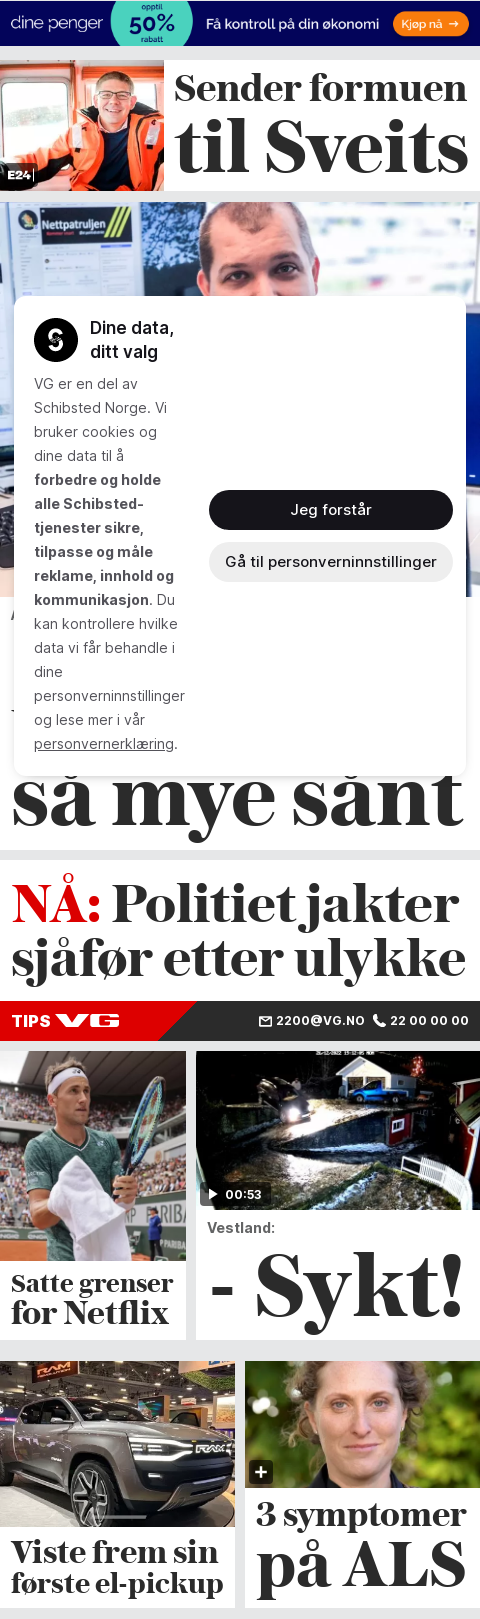 dine penger
opptil
50%
rabatt
Få kontroll på din økonomi
Kjøp nå →
Sender formuen
til Sveits
E24
Nettpatruljen
Dine data,
ditt valg
VG er en del av
Schibsted Norge. Vi
bruker cookies og
dine data til å
forbedre og holde
alle Schibsted-
tjenester sikre,
tilpasse og måle
reklame, innhold og
kommunikasjon. Du
kan kontrollere hvilke
data vi får behandle i
dine
personverninnstillinger
og lese mer i vår
personvernerklæring.
Jeg forstår
Gå til personverninnstillinger
så mye sånt
NÅ: Politiet jakter
sjåfør etter ulykke
TIPS VG
2200@VG.NO
22 00 00 00
00:53
Satte grenser
for Netflix
Vestland:
- Sykt!
RAM
RAM
Viste frem sin
første el-pickup
3 symptomer
på ALS